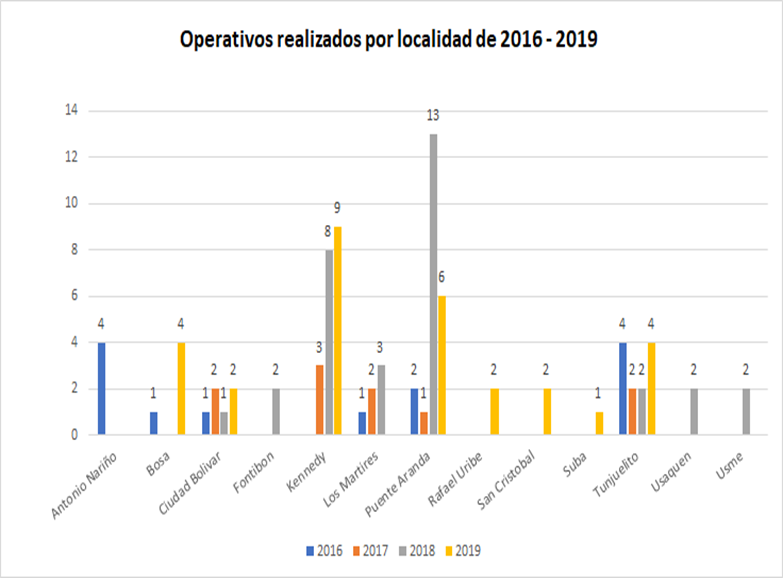 Operativos realizados por localidad de 2016 - 2019
14
12
10
8
6
4
2
0
4
1 4
1 2 1 2
2
3 8 9
1 2 3
2 1 13 6
2
2
1
4 2 2 4
2
2
Antonio Nariño
Bosa
Ciudad Bolivar
Fontibon
Kennedy
Los Martires
Puente Aranda
Rafael Uribe
San Cristobal
Suba
Tunjuelito
Usaquen
Usme
2016 2017 2018 2019